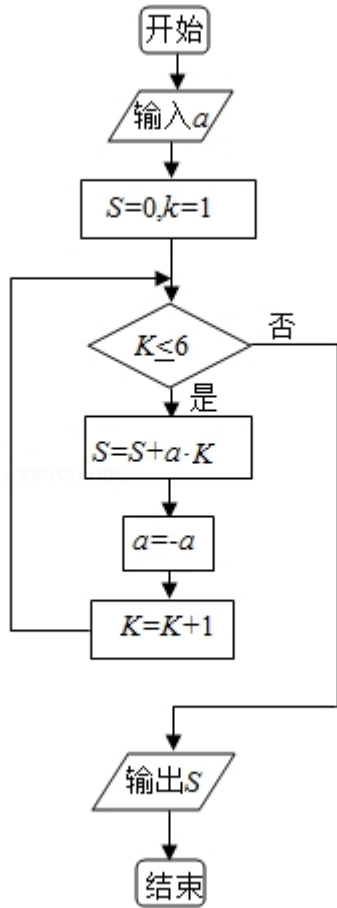 开始
输入a
S=0,k=1
K≤6
否
是
S=S+a·K
a=-a
K=K+1
输出S
结束